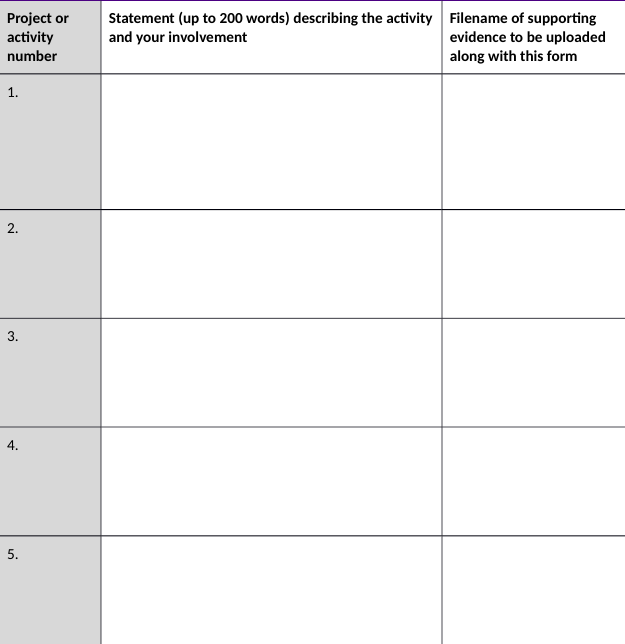 Project or
activity
number
Statement (up to 200 words) describing the activity
and your involvement
Filename of supporting
evidence to be uploaded
along with this form
1.
2.
3.
4.
5.